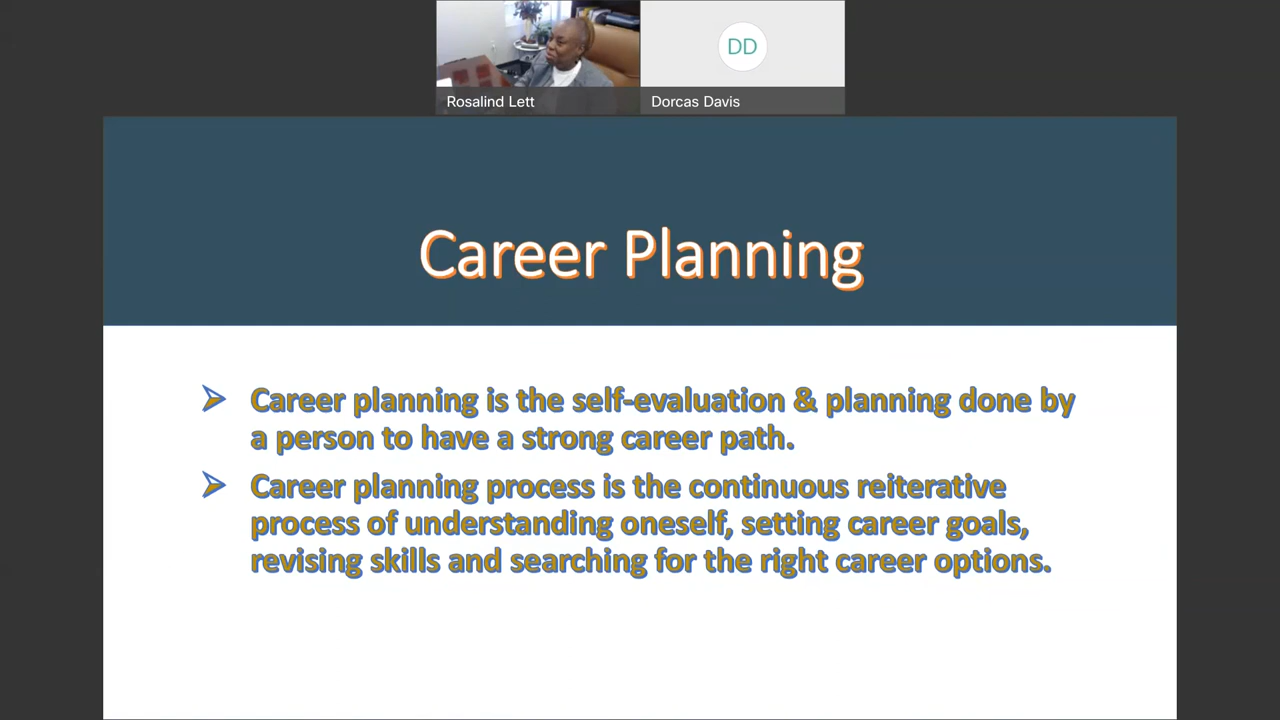 DD
Rosalind Lett
Dorcas Davis
Career Planning
Career planning is the self-evaluation & planning done by
a person to have a strong career path.
Career planning process is the continuous reiterative
process of understanding oneself, setting career goals,
revising skills and searching for the right career options.